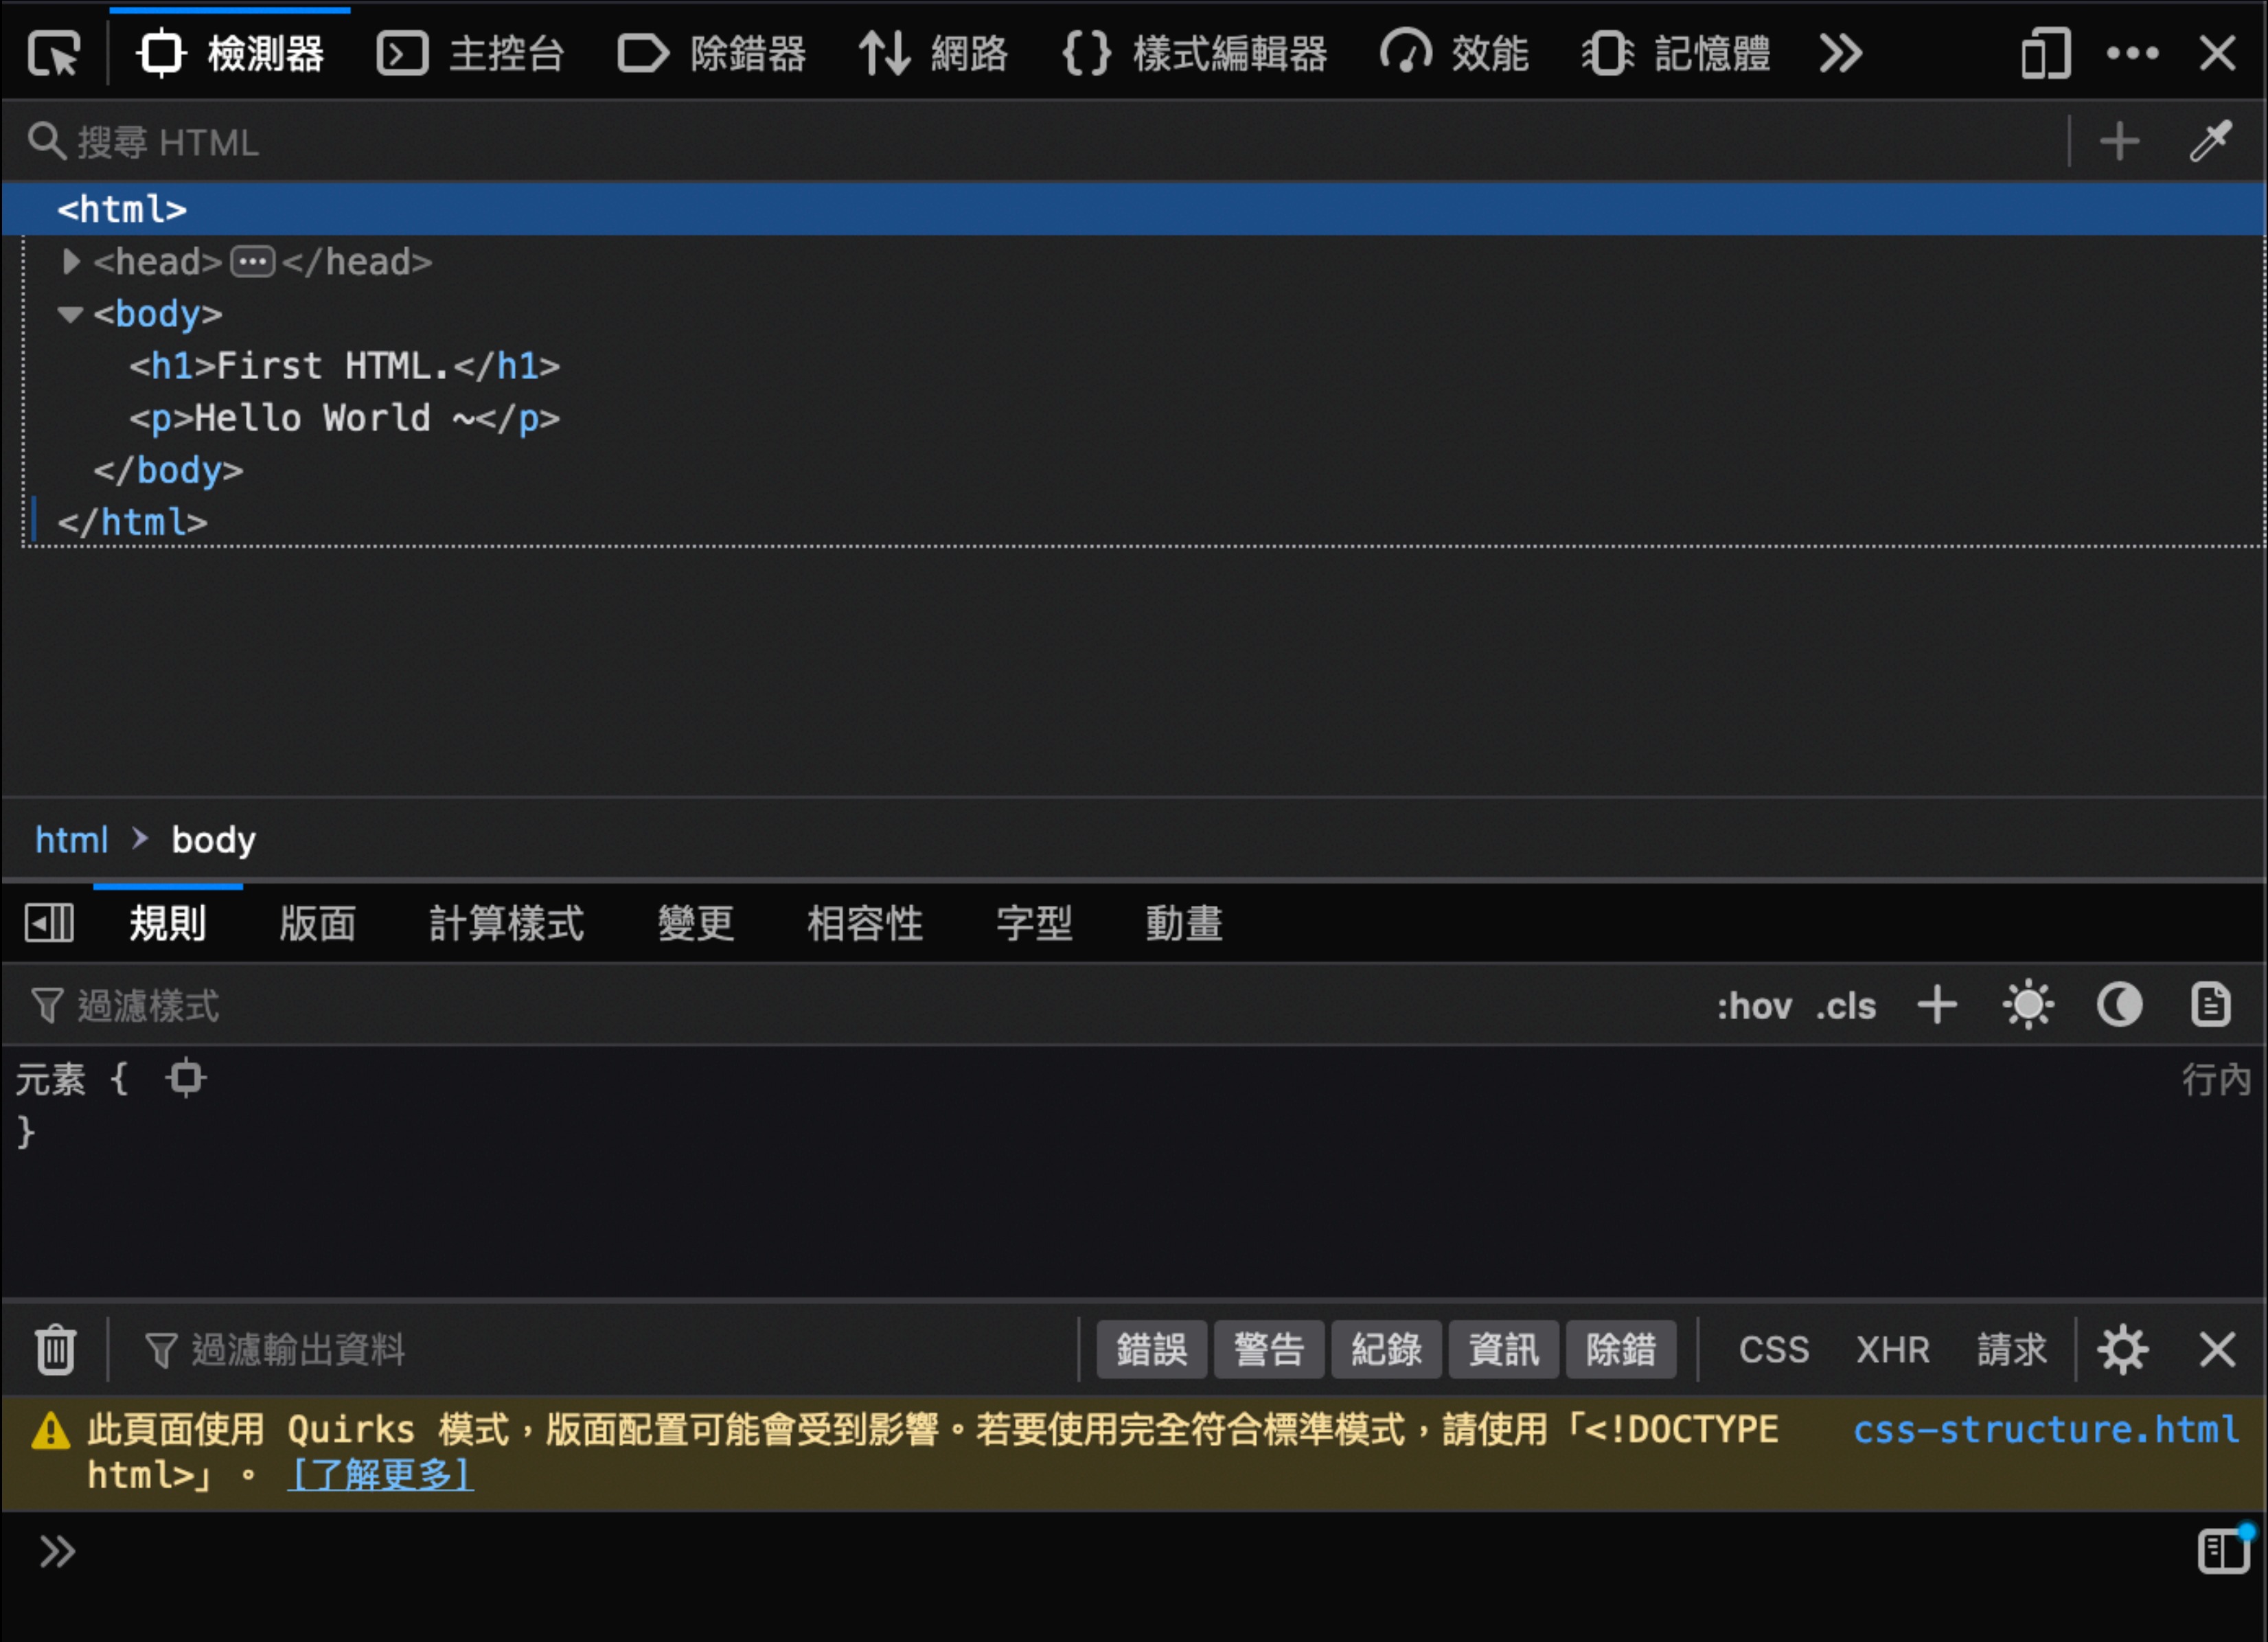 檢測器 主控台 除錯器 網路 {} 樣式編輯器 效能 記憶體
搜尋 HTML
<html>
<head>…</head>
<body>
<h1>First HTML.</h1>
<p>Hello World ~</p>
</body>
</html>
html > body
規則 版面 計算樣式 變更 相容性 字型 動畫
過濾樣式 :hov .cls
元素 { 行內
}
過濾輸出資料 錯誤 警告 紀錄 資訊 除錯 CSS XHR 請求
此頁面使用 Quirks 模式，版面配置可能會受到影響。若要使用完全符合標準模式，請使用「<!DOCTYPE css-structure.html
html>」。 [了解更多]